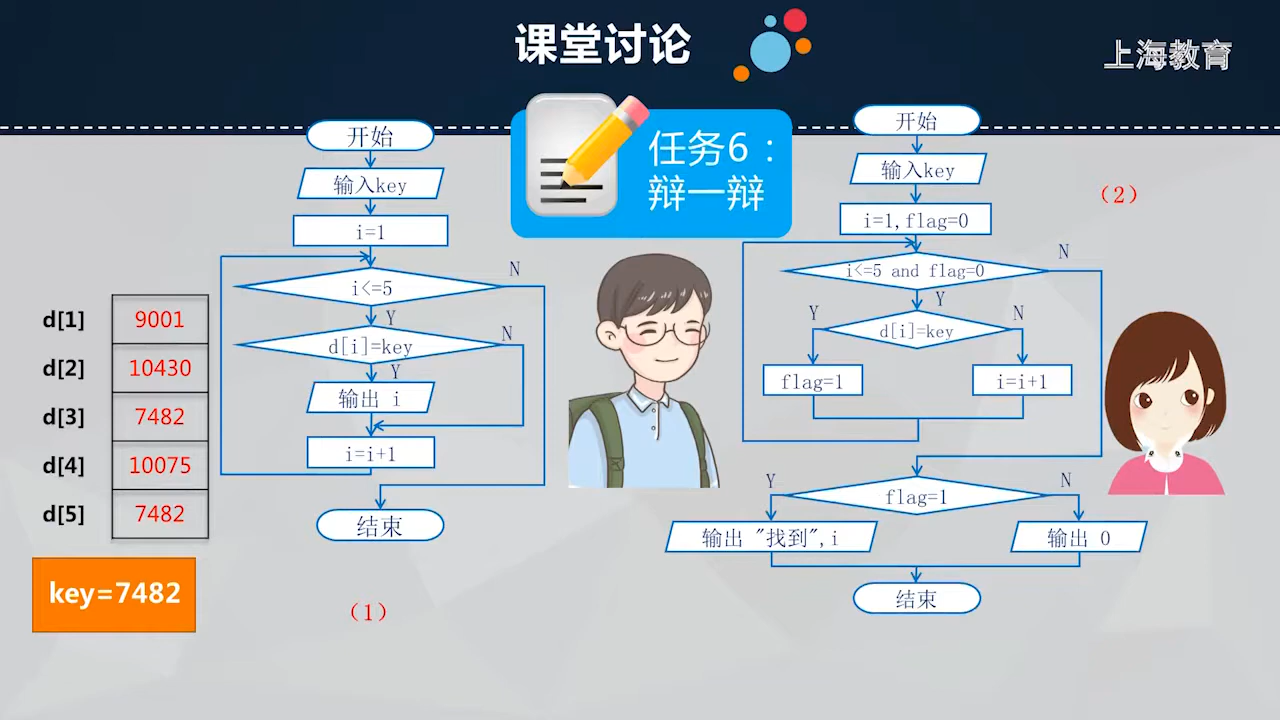 课堂讨论
上海教育
任务6：
辩一辩
开始
输入key
i=1
i<=5
N
Y
d[i]=key
N
Y
输出 i
i=i+1
结束
（1）
d[1] 9001
d[2] 10430
d[3] 7482
d[4] 10075
d[5] 7482
key=7482
开始
输入key
（2）
i=1,flag=0
i<=5 and flag=0
N
Y
d[i]=key
Y
N
flag=1
i=i+1
flag=1
Y
N
输出 "找到",i
输出 0
结束